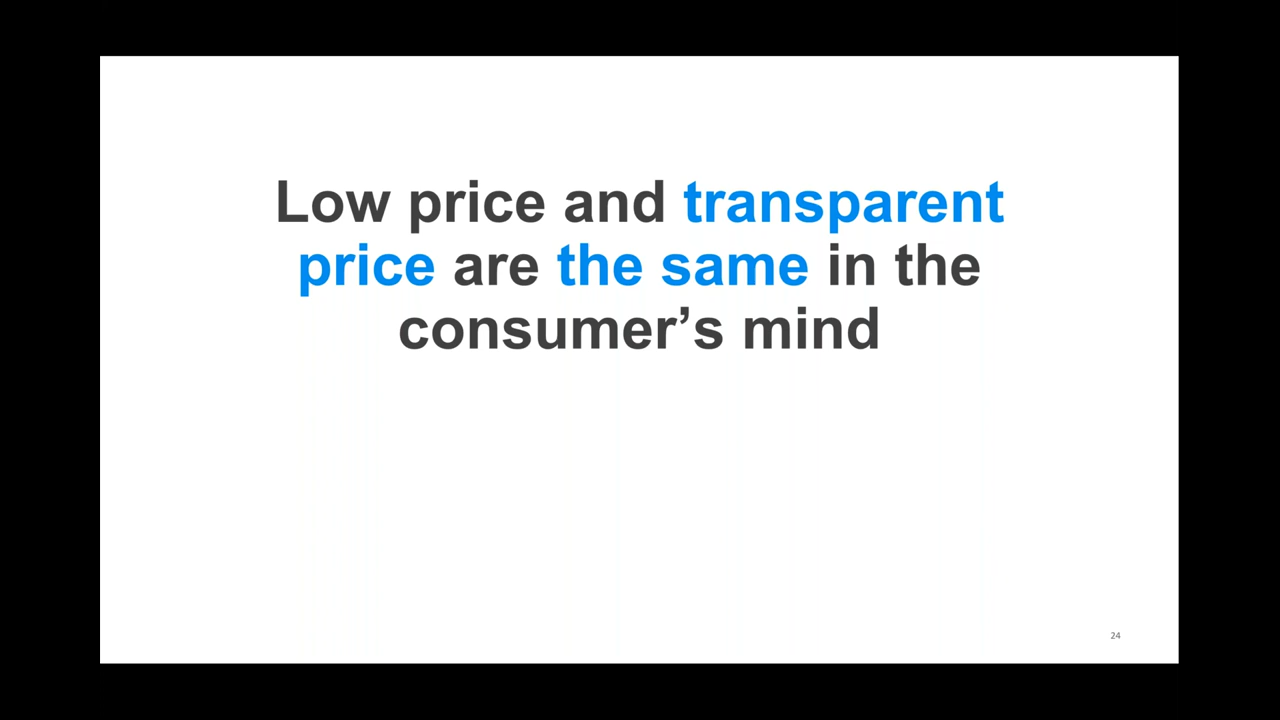 Low price and transparent
price are the same in the
consumer’s mind
24